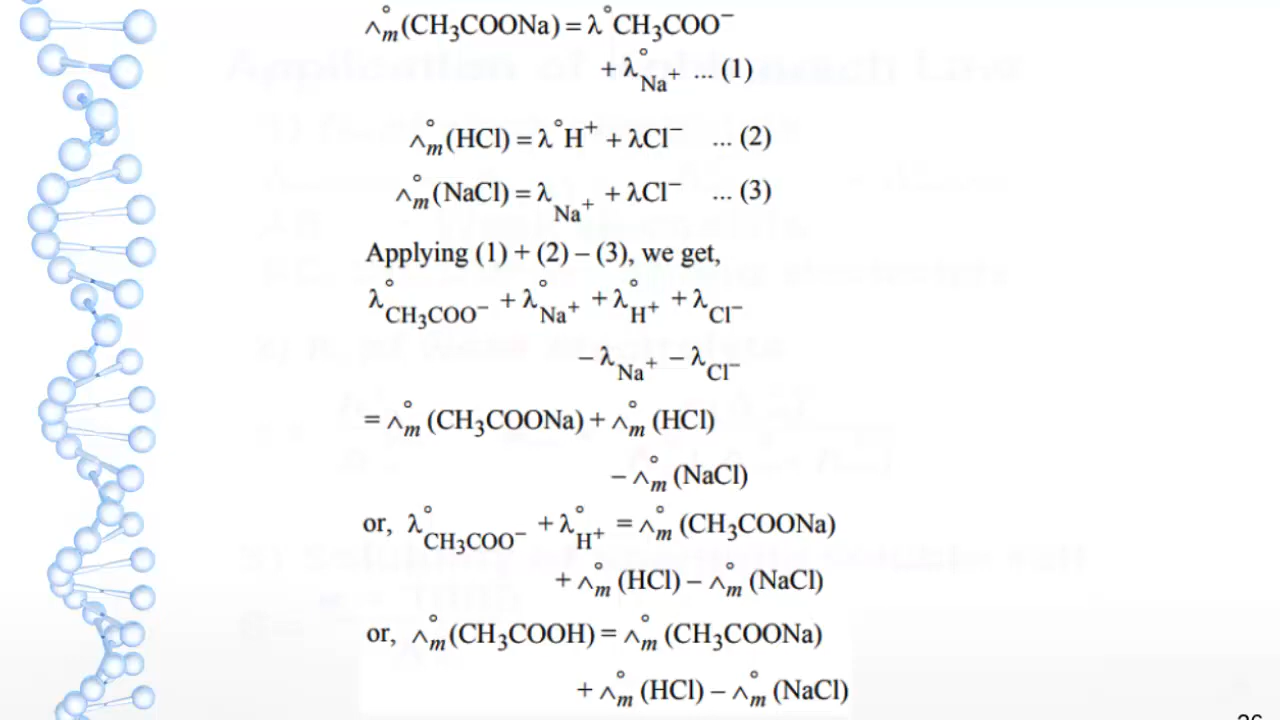 ∧°m(CH₃COONa) = λ°CH₃COO⁻
+ λ°Na⁺ ... (1)
∧°m(HCl) = λ°H⁺ + λCl⁻ ... (2)
∧°m(NaCl) = λNa⁺ + λCl⁻ ... (3)
Applying (1) + (2) – (3), we get,
λ°CH₃COO⁻ + λ°Na⁺ + λ°H⁺ + λCl⁻
– λNa⁺ – λCl⁻
= ∧°m (CH₃COONa) + ∧°m (HCl)
– ∧°m (NaCl)
or, λ°CH₃COO⁻ + λ°H⁺ = ∧°m (CH₃COONa)
+ ∧°m (HCl) – ∧°m (NaCl)
or, ∧°m(CH₃COOH) = ∧°m (CH₃COONa)
+ ∧°m (HCl) – ∧°m (NaCl)